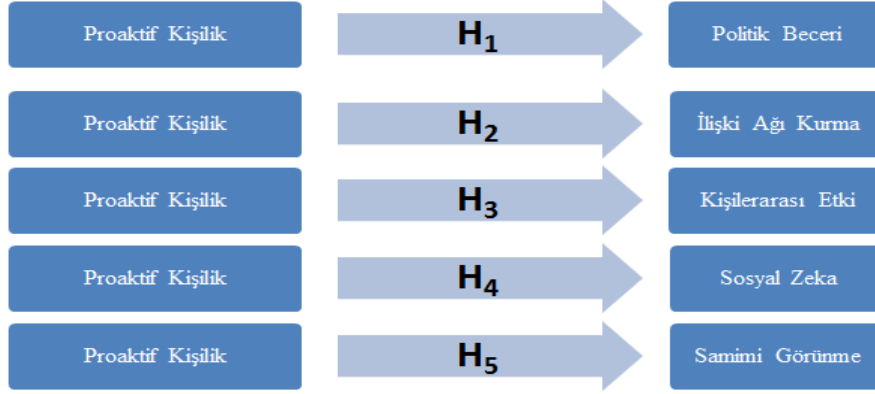 Proaktif Kişilik H₁ Politik Beceri
Proaktif Kişilik H₂ İlişki Ağı Kurma
Proaktif Kişilik H₃ Kişilerarası Etki
Proaktif Kişilik H₄ Sosyal Zeka
Proaktif Kişilik H₅ Samimi Görünme